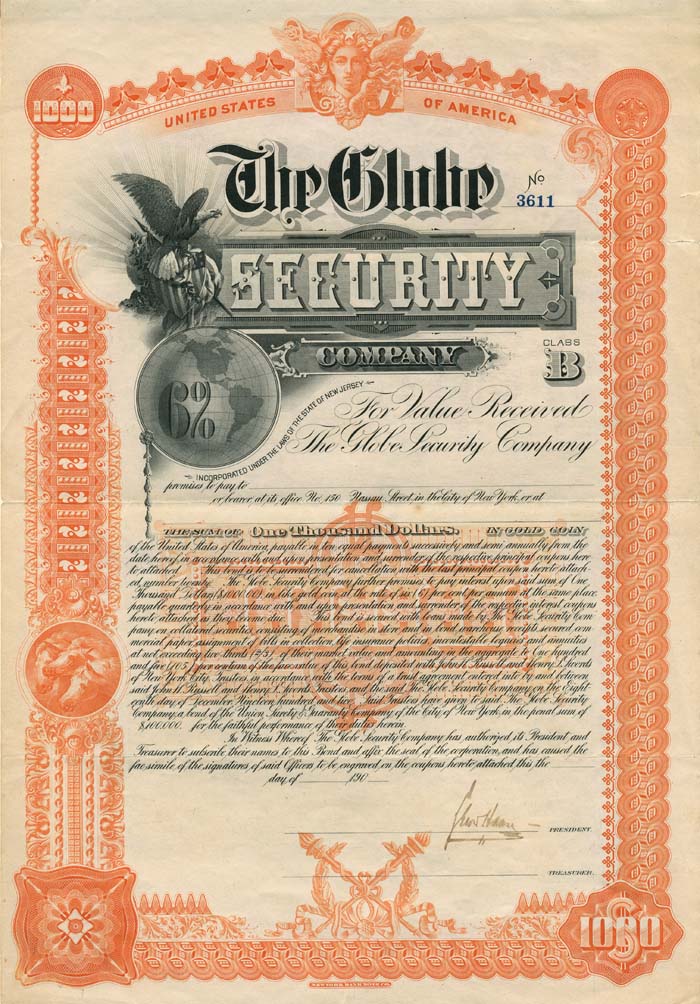 1000
UNITED STATES OF AMERICA
The Globe
No
3611
SECURITY
COMPANY
CLASS
B
6%
INCORPORATED UNDER THE LAWS OF THE STATE OF NEW JERSEY
For Value Received
The Globe Security Company
promises to pay to
or bearer at its office No. 150 Nassau Street, in the City of New York, or at
THE SUM OF One Thousand Dollars. IN GOLD COIN
of the United States of America, payable in ten equal payments successively and semi annually from the
date hereof in accordance with and upon presentation and surrender of the respective principal coupons here
to attached. This bond is to be surrendered for cancellation with the last principal coupon hereto attach-
ed, number twenty. The Globe Security Company further promises to pay interest upon said sum of One
Thousand Dollars, in like gold coin at the rate of six (6) per cent per annum at the same place,
payable quarterly in accordance with and upon presentation and surrender of the respective interest coupons
hereto attached as they become due. This Bond is secured with loans made by The Globe Security Com-
pany, on collateral securities, consisting of merchandise in store and in bond, warehouse receipts, secured com-
mercial paper, assignment of bills in collection, life insurance policies, incontestable legacies and annuities
at not exceeding two thirds (2/3) of their market value and amounting in the aggregate to One hundred
and five (105) per centum of the face value of this bond deposited with John H. Russell and Henry L. Swords
of New York City, Trustees, in accordance with the terms of a trust agreement entered into by and between
said John H. Russell and Henry L. Swords, Trustees and the said The Globe Security Company on the Eight-
eenth day of December, Nineteen hundred and two. Said Trustees have given to said The Globe Security
Company, a bond of the Union Surety & Guaranty Company of the City of New York in the penal sum of
$100,000. for the faithful performance of their duties herein.
In Witness Whereof The Globe Security Company has authorized its President and
Treasurer to subscribe their names to this Bond and affix the seal of the corporation, and has caused the
fac-simile of the signatures of said Officers to be engraved on the coupons hereto attached this the
day of 190
PRESIDENT.
TREASURER.
1000
NEW YORK BANK NOTE CO.